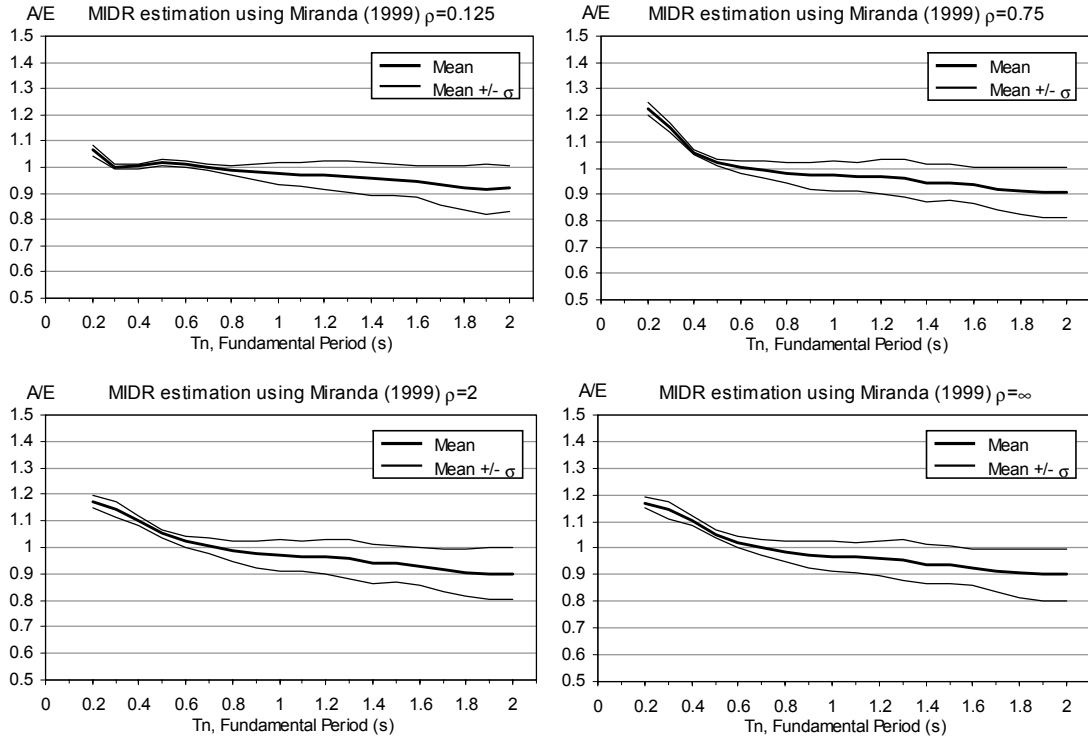 A/E MIDR estimation using Miranda (1999) ρ=0.125
1.5
1.4
1.3
1.2
1.1
1
0.9
0.8
0.7
0.6
0.5
Mean
Mean +/- σ
0 0.2 0.4 0.6 0.8 1 1.2 1.4 1.6 1.8 2
Tn, Fundamental Period (s)
A/E MIDR estimation using Miranda (1999) ρ=0.75
1.5
1.4
1.3
1.2
1.1
1
0.9
0.8
0.7
0.6
0.5
Mean
Mean +/- σ
0 0.2 0.4 0.6 0.8 1 1.2 1.4 1.6 1.8 2
Tn, Fundamental Period (s)
A/E MIDR estimation using Miranda (1999) ρ=2
1.5
1.4
1.3
1.2
1.1
1
0.9
0.8
0.7
0.6
0.5
Mean
Mean +/- σ
0 0.2 0.4 0.6 0.8 1 1.2 1.4 1.6 1.8 2
Tn, Fundamental Period (s)
A/E MIDR estimation using Miranda (1999) ρ=∞
1.5
1.4
1.3
1.2
1.1
1
0.9
0.8
0.7
0.6
0.5
Mean
Mean +/- σ
0 0.2 0.4 0.6 0.8 1 1.2 1.4 1.6 1.8 2
Tn, Fundamental Period (s)